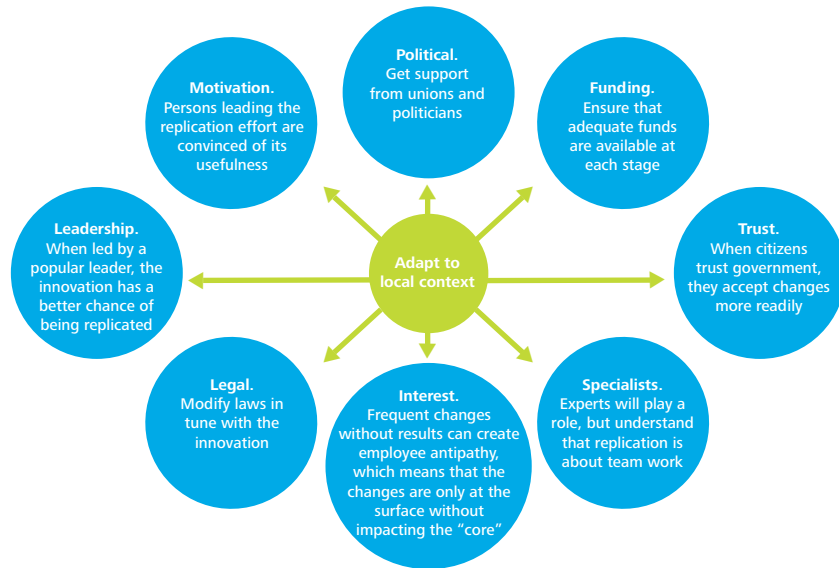 Political.
Get support
from unions and
politicians
Motivation.
Persons leading the
replication effort are
convinced of its
usefulness
Funding.
Ensure that
adequate funds
are available at
each stage
Leadership.
When led by a
popular leader, the
innovation has a
better chance of
being replicated
Adapt to
local context
Trust.
When citizens
trust government,
they accept changes
more readily
Legal.
Modify laws in
tune with the
innovation
Interest.
Frequent changes
without results can create
employee antipathy,
which means that the
changes are only at the
surface without
impacting the “core”
Specialists.
Experts will play a
role, but understand
that replication is
about team work